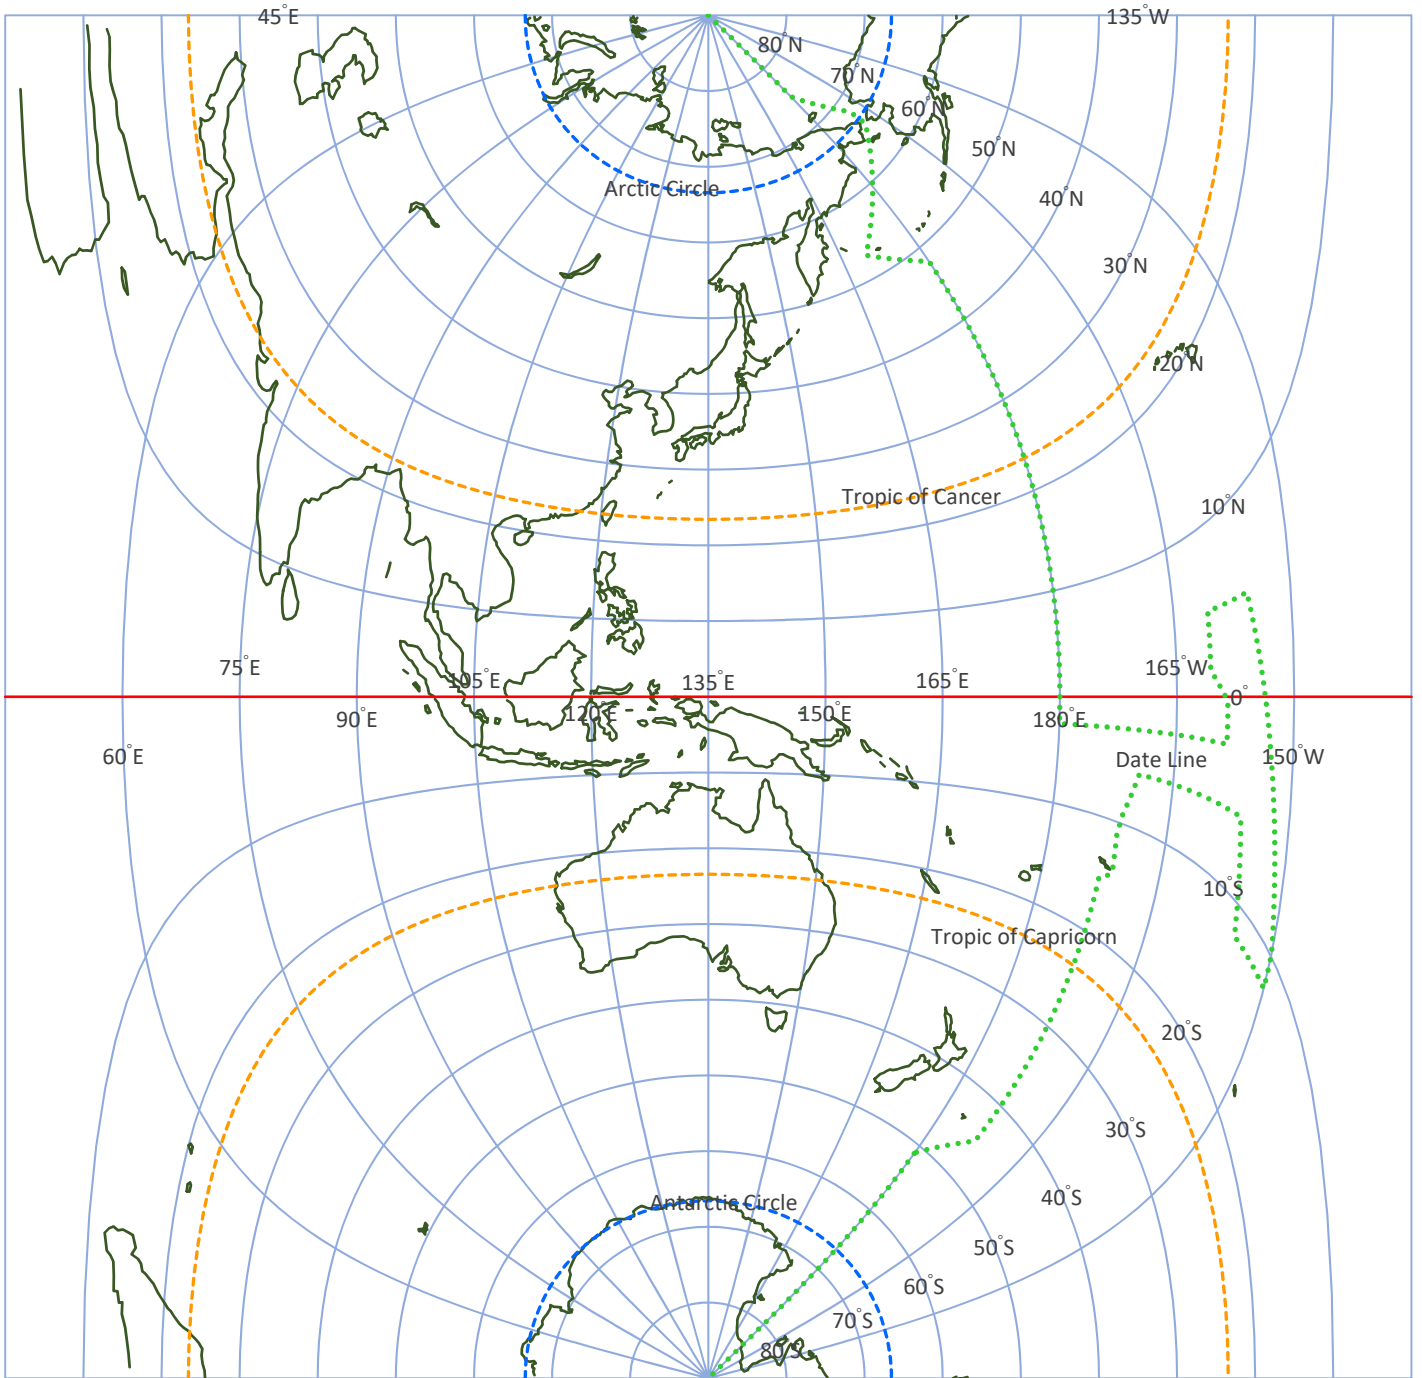 45°E
135°W
80°N
70°N
60°N
50°N
Arctic Circle
40°N
30°N
20°N
Tropic of Cancer
10°N
75°E
105°E
135°E
165°E
165°W
0°
90°E
120°E
150°E
180°E
60°E
Date Line
150°W
10°S
Tropic of Capricorn
20°S
30°S
40°S
Antarctic Circle
50°S
60°S
70°S
80°S